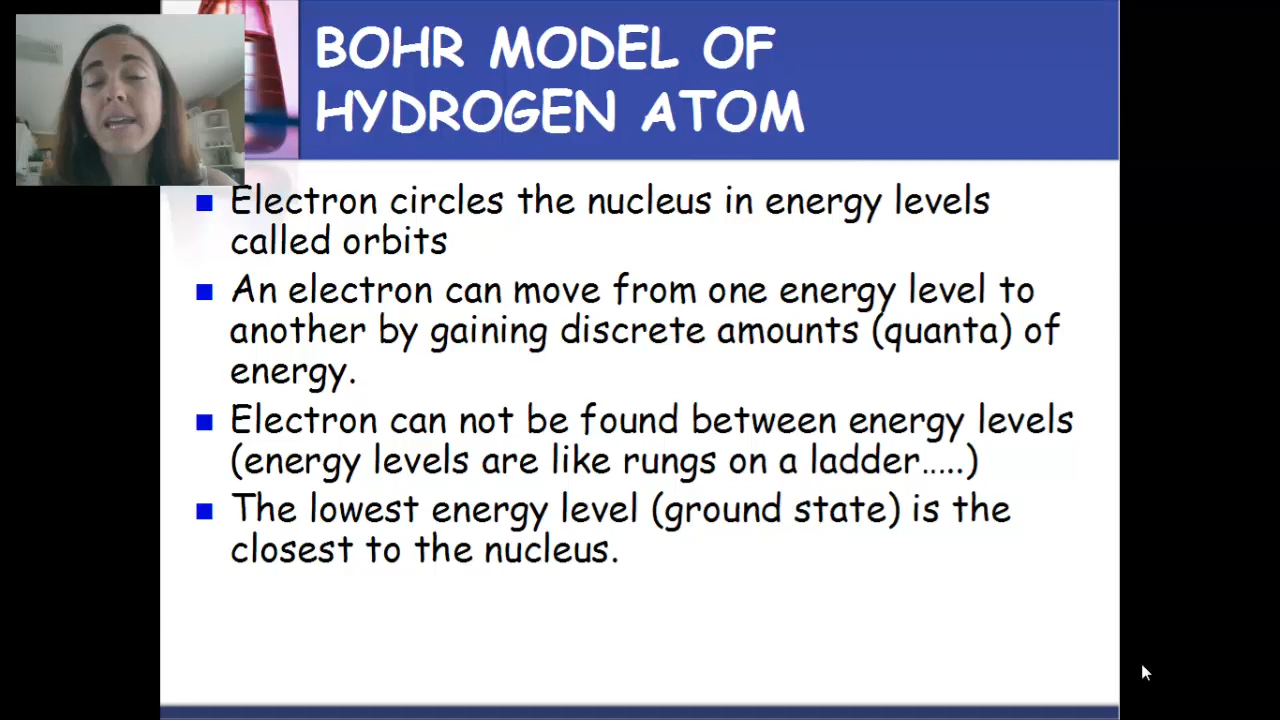 BOHR MODEL OF
HYDROGEN ATOM
Electron circles the nucleus in energy levels
called orbits
An electron can move from one energy level to
another by gaining discrete amounts (quanta) of
energy.
Electron can not be found between energy levels
(energy levels are like rungs on a ladder.....)
The lowest energy level (ground state) is the
closest to the nucleus.